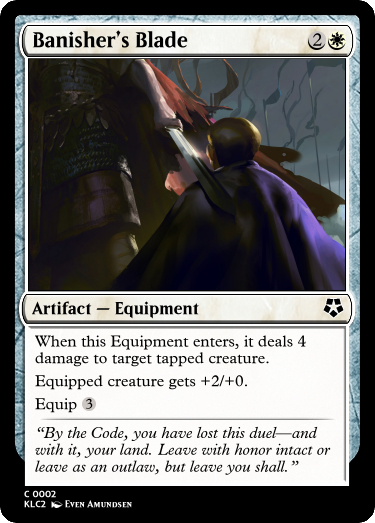 Banisher's Blade 2
Artifact — Equipment
When this Equipment enters, it deals 4
damage to target tapped creature.
Equipped creature gets +2/+0.
Equip 3
“By the Code, you have lost this duel—and
with it, your land. Leave with honor intact or
leave as an outlaw, but leave you shall.”
C 0002
KLC2 Even Amundsen